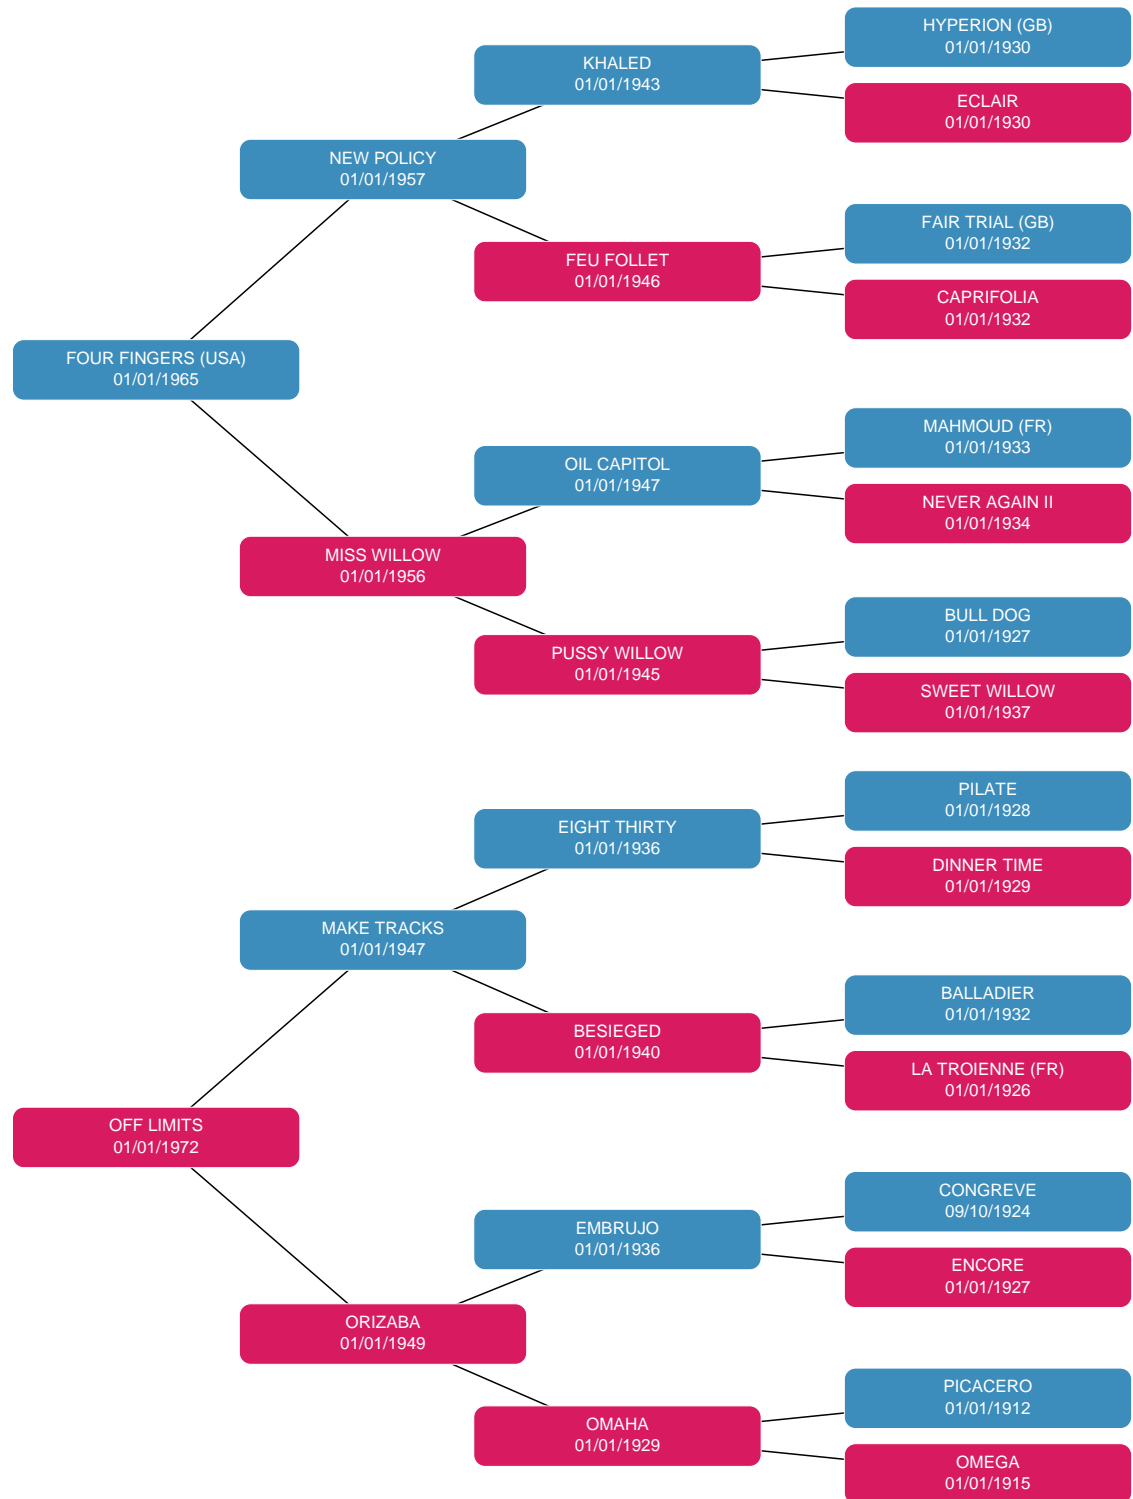 HYPERION (GB)
01/01/1930
KHALED
01/01/1943
ECLAIR
01/01/1930
NEW POLICY
01/01/1957
FAIR TRIAL (GB)
01/01/1932
FEU FOLLET
01/01/1946
CAPRIFOLIA
01/01/1932
FOUR FINGERS (USA)
01/01/1965
MAHMOUD (FR)
01/01/1933
OIL CAPITOL
01/01/1947
NEVER AGAIN II
01/01/1934
MISS WILLOW
01/01/1956
BULL DOG
01/01/1927
PUSSY WILLOW
01/01/1945
SWEET WILLOW
01/01/1937
PILATE
01/01/1928
EIGHT THIRTY
01/01/1936
DINNER TIME
01/01/1929
MAKE TRACKS
01/01/1947
BALLADIER
01/01/1932
BESIEGED
01/01/1940
LA TROIENNE (FR)
01/01/1926
OFF LIMITS
01/01/1972
CONGREVE
09/10/1924
EMBRUJO
01/01/1936
ENCORE
01/01/1927
ORIZABA
01/01/1949
PICACERO
01/01/1912
OMAHA
01/01/1929
OMEGA
01/01/1915